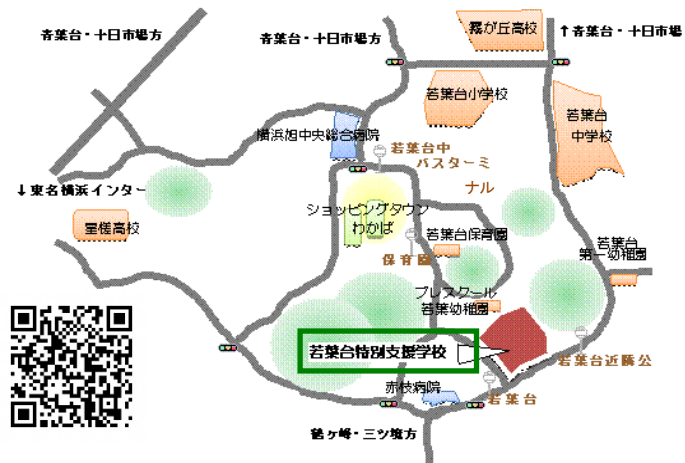 青葉台・十日市場方
青葉台・十日市場方
霧が丘高校
↑青葉台・十日市場
若葉台小学校
若葉台
中学校
横浜旭中央総合病院
若葉台中
バスターミ
ナル
↓東名横浜インター
ショッピングタウン
わかば
若葉台保育園
保育園
若葉台
第一幼稚園
プレスクール
若葉幼稚園
若葉台特別支援学校
若葉台近隣公
赤枝病院
若葉台
鶴ヶ峰・三ツ境方